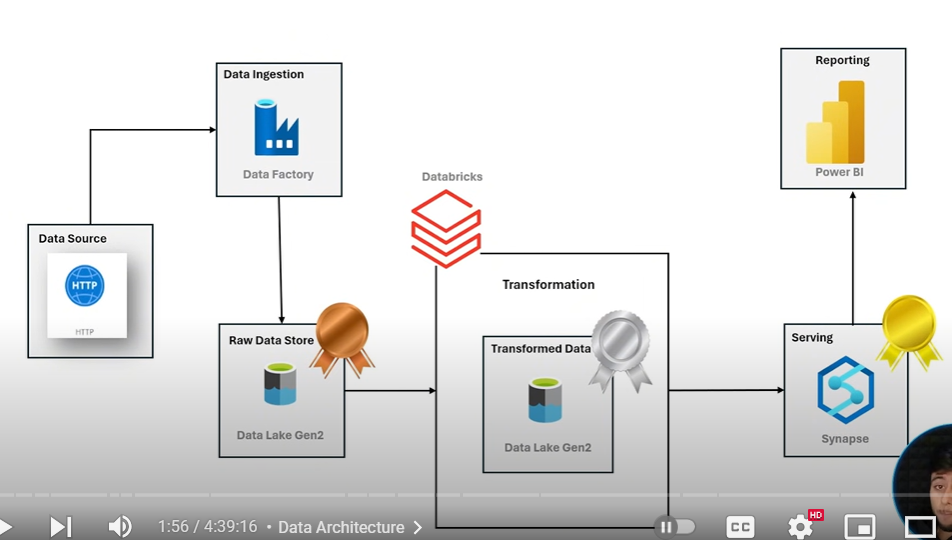 Reporting
Power BI
Data Ingestion
Data Factory
Databricks
Data Source
HTTP
HTTP
Transformation
Raw Data Store
Data Lake Gen2
Transformed Data
Data Lake Gen2
Serving
Synapse
1:56 / 4:39:16 • Data Architecture
CC
HD